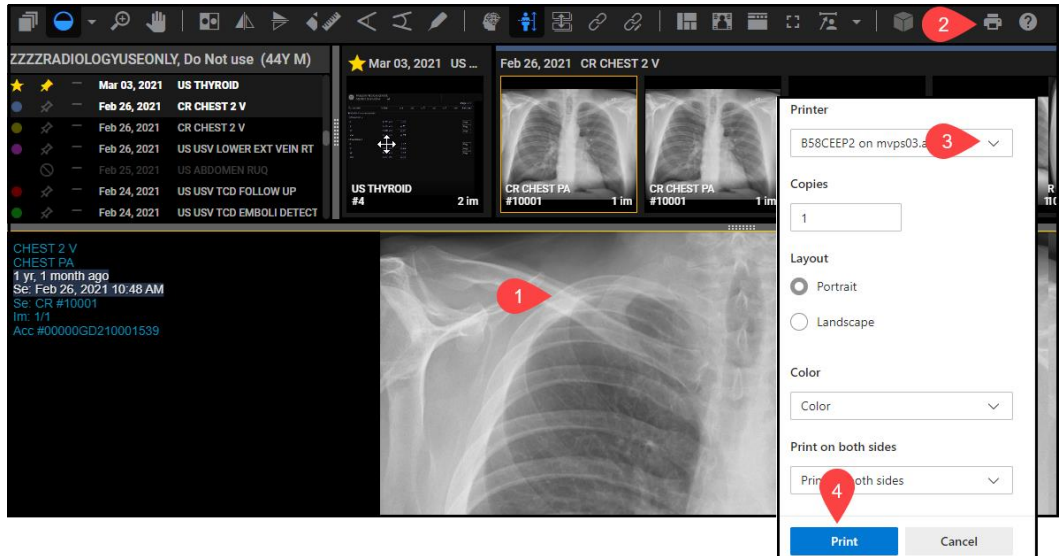 2
ZZZZRADIOLOGYUSEONLY, Do Not use (44Y M)
Mar 03, 2021 US THYROID
Feb 26, 2021 CR CHEST 2 V
Feb 26, 2021 CR CHEST 2 V
Feb 26, 2021 US USV LOWER EXT VEIN RT
Feb 25, 2021 US ABDOMEN RUQ
Feb 24, 2021 US USV TCD FOLLOW UP
Feb 24, 2021 US USV TCD EMBOLI DETECT
Mar 03, 2021 US ...
US THYROID
#4 2 im
Feb 26, 2021 CR CHEST 2 V
CR CHEST PA
#10001 1 im
CR CHEST PA
#10001 1 im
CHEST 2 V
CHEST PA
1 yr, 1 month ago
Se: Feb 26, 2021 10:48 AM
Se: CR #10001
Im: 1/1
Acc #00000GD210001539
1
Printer
B58CEEP2 on mvps03.a
3
Copies
1
Layout
Portrait
Landscape
Color
Color
Print on both sides
oth sides
4
Print
Cancel